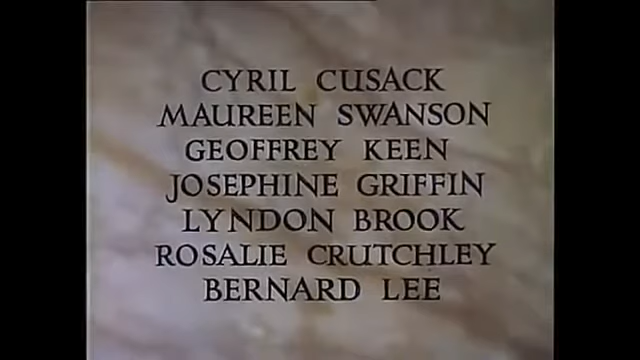 CYRIL CUSACK
MAUREEN SWANSON
GEOFFREY KEEN
JOSEPHINE GRIFFIN
LYNDON BROOK
ROSALIE CRUTCHLEY
BERNARD LEE